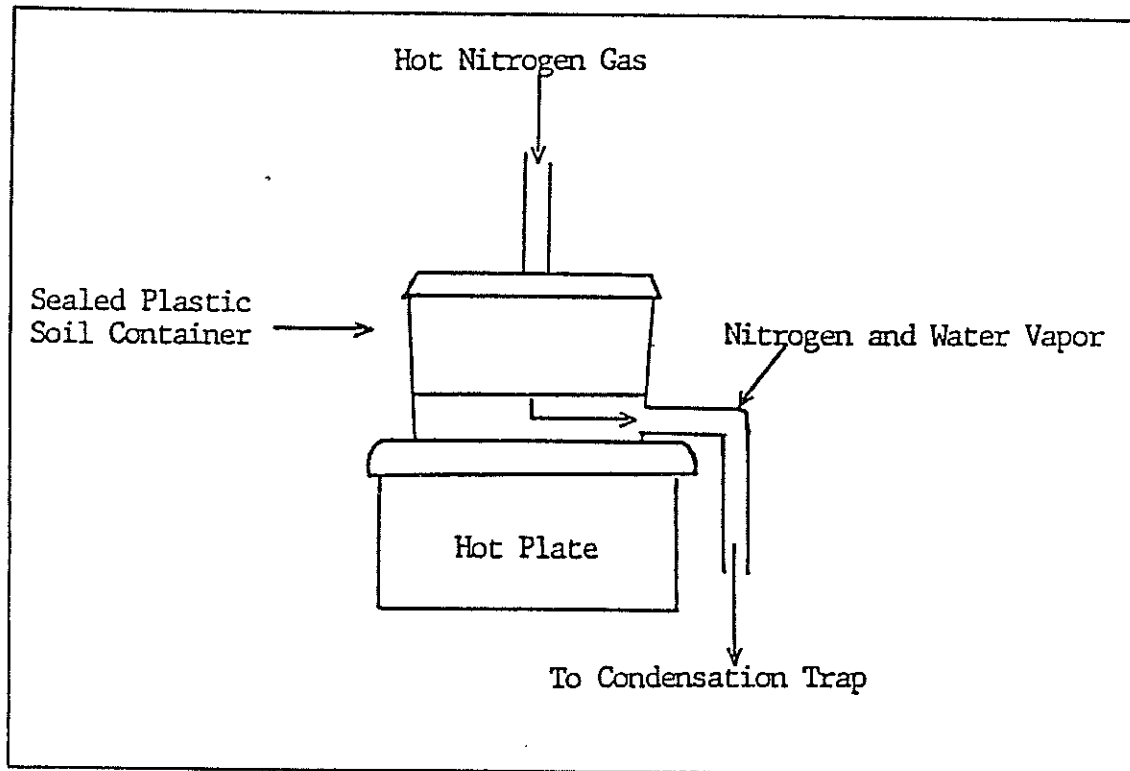 Hot Nitrogen Gas
Sealed Plastic
Soil Container
Nitrogen and Water Vapor
Hot Plate
To Condensation Trap